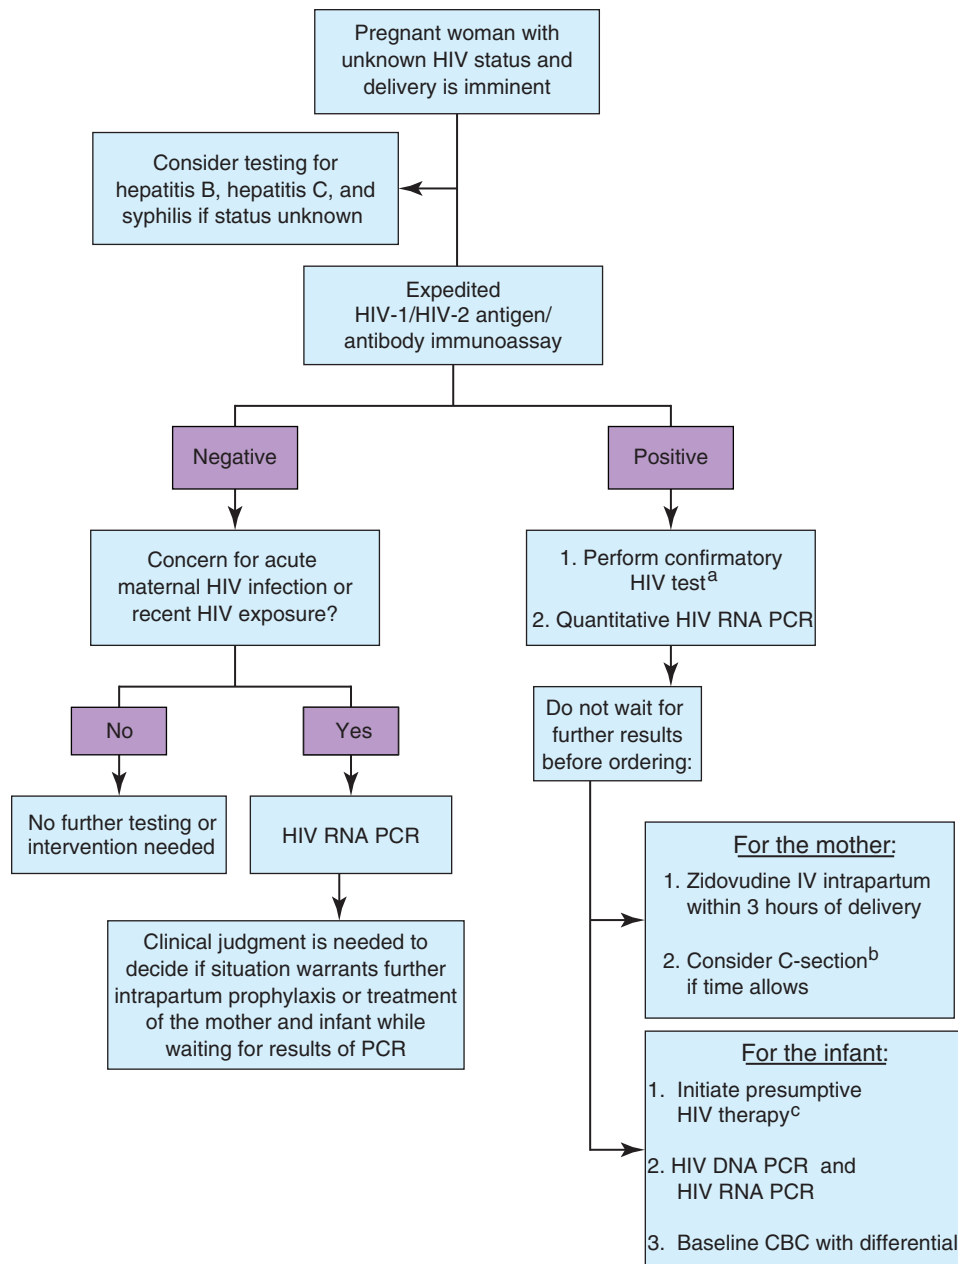 Pregnant woman with
unknown HIV status and
delivery is imminent
Consider testing for
hepatitis B, hepatitis C, and
syphilis if status unknown
Expedited
HIV-1/HIV-2 antigen/
antibody immunoassay
Negative
Positive
Concern for acute
maternal HIV infection or
recent HIV exposure?
1. Perform confirmatory
HIV testa
2. Quantitative HIV RNA PCR
No
Yes
Do not wait for
further results
before ordering:
No further testing or
intervention needed
HIV RNA PCR
Clinical judgment is needed to
decide if situation warrants further
intrapartum prophylaxis or treatment
of the mother and infant while
waiting for results of PCR
For the mother:
1. Zidovudine IV intrapartum
within 3 hours of delivery
2. Consider C-sectionb
if time allows
For the infant:
1. Initiate presumptive
HIV therapyc
2. HIV DNA PCR and
HIV RNA PCR
3. Baseline CBC with differential